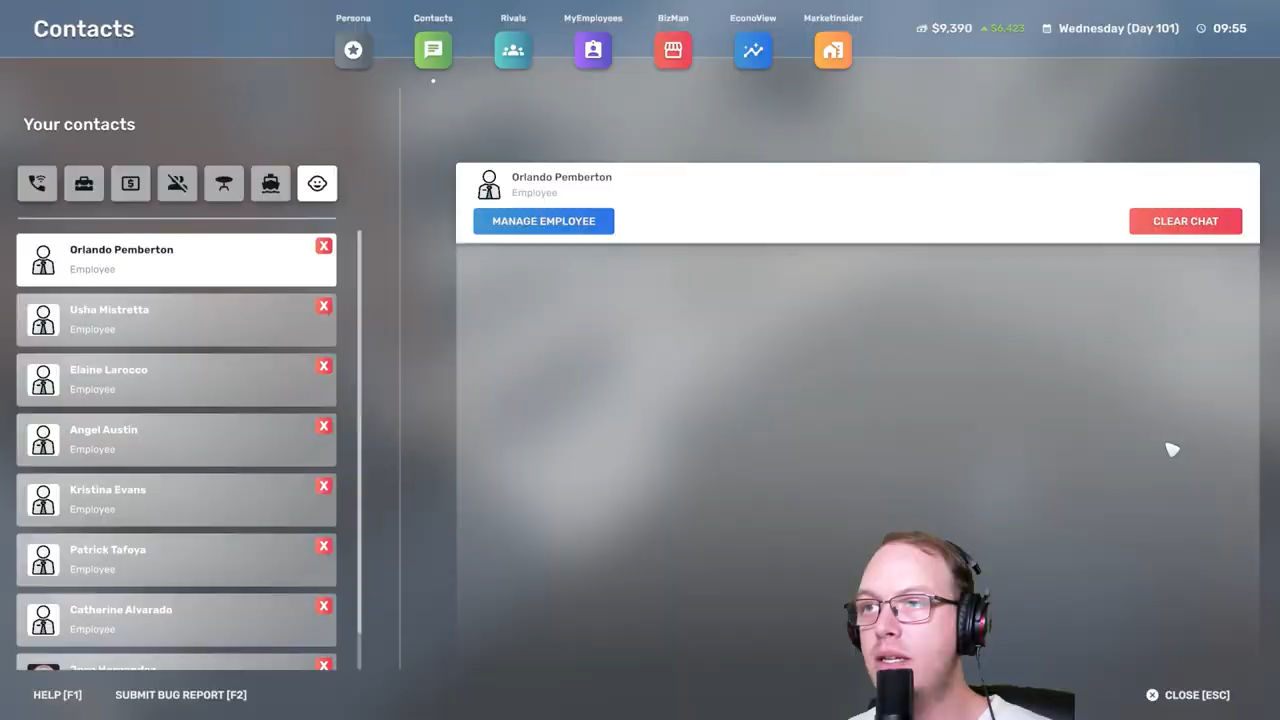 Contacts
Persona
Contacts
Rivals
MyEmployees
BizMan
EconoView
MarketInsider
$9,390
$6,423
Wednesday (Day 101)
09:55
Your contacts
Orlando Pemberton
Employee
X
Usha Mistretta
Employee
X
Elaine Larocco
Employee
X
Angel Austin
Employee
X
Kristina Evans
Employee
X
Patrick Tafoya
Employee
X
Catherine Alvarado
Employee
X
X
Orlando Pemberton
Employee
MANAGE EMPLOYEE
CLEAR CHAT
HELP [F1]
SUBMIT BUG REPORT [F2]
CLOSE [ESC]